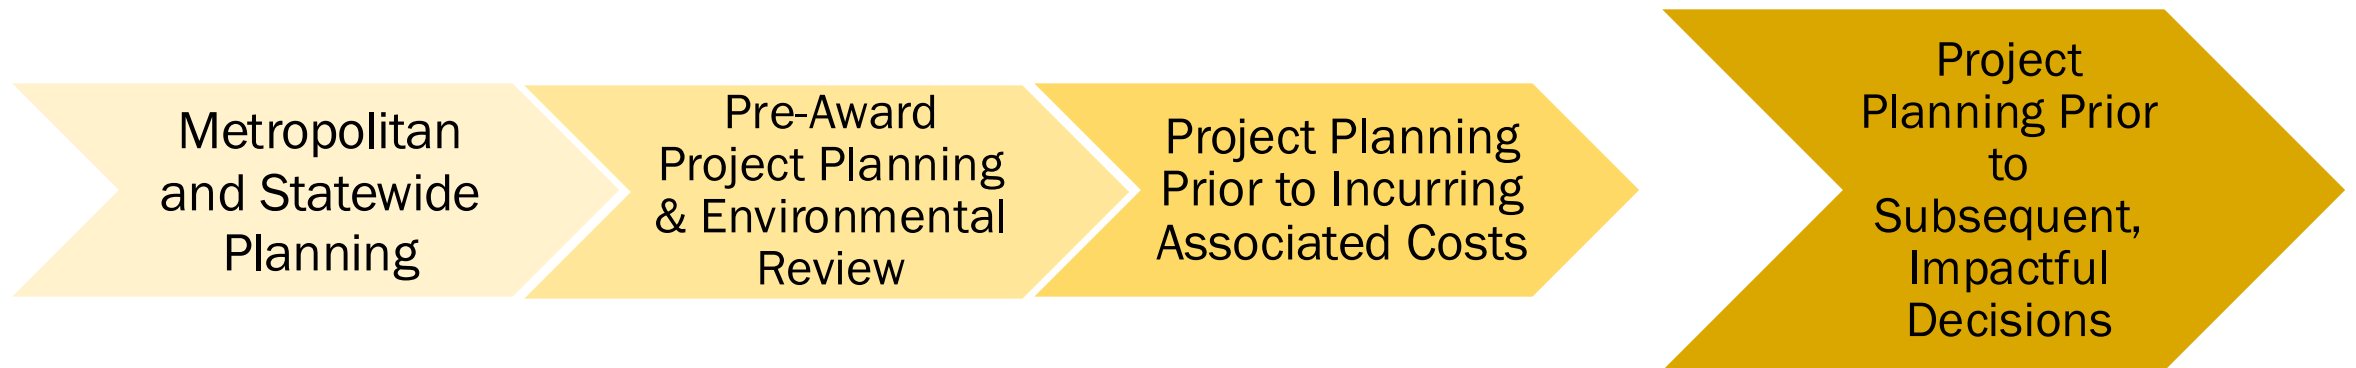 Metropolitan
and Statewide
Planning
Pre-Award
Project Planning
& Environmental
Review
Project Planning
Prior to Incurring
Associated Costs
Project
Planning Prior
to
Subsequent,
Impactful
Decisions